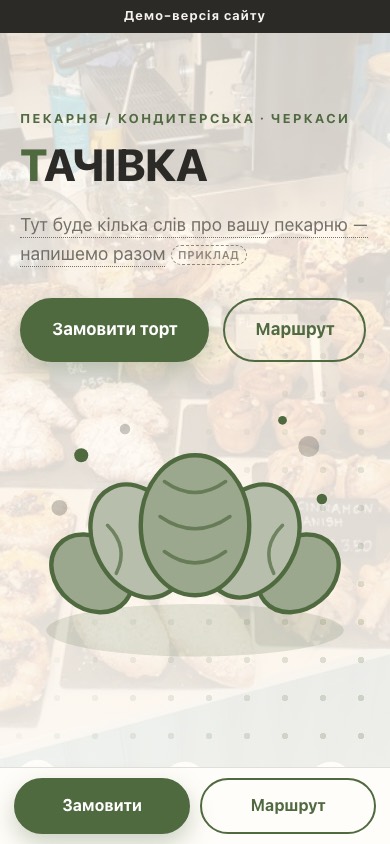 Демо-версія сайту
ПЕКАРНЯ / КОНДИТЕРСЬКА · ЧЕРКАСИ
ТАЧІВКА
Тут буде кілька слів про вашу пекарню —
напишемо разом ПРИКЛАД
Замовити торт
Маршрут
Замовити
Маршрут